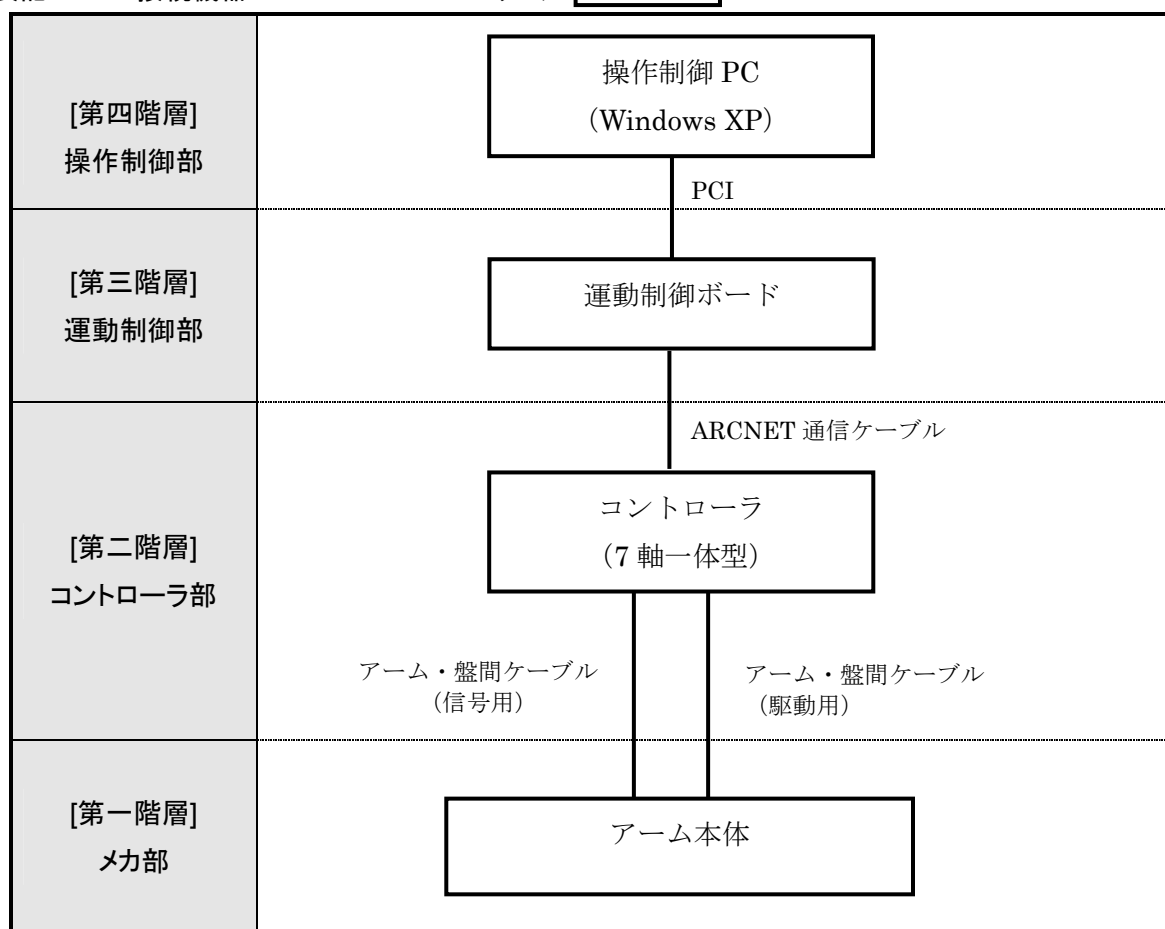 接続機器
[第四階層]
操作制御部
操作制御 PC
(Windows XP)
PCI
[第三階層]
運動制御部
運動制御ボード
ARCNET 通信ケーブル
[第二階層]
コントローラ部
コントローラ
(7 軸一体型)
アーム・盤間ケーブル
(信号用)
アーム・盤間ケーブル
(駆動用)
[第一階層]
メカ部
アーム本体